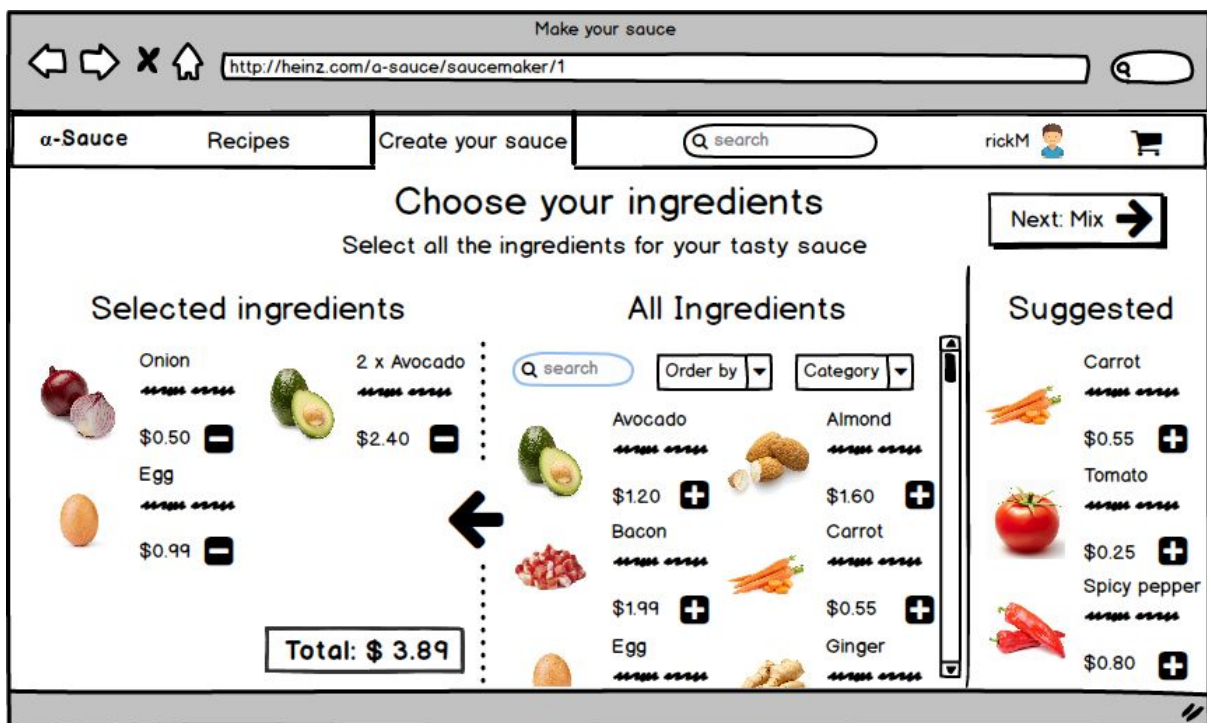 Make your sauce
http://heinz.com/a-sauce/saucemaker/1
α-Sauce Recipes Create your sauce search rickM
Choose your ingredients
Next: Mix
Select all the ingredients for your tasty sauce
Selected ingredients
Onion
$0.50
2 x Avocado
$2.40
Egg
$0.99
Total: $ 3.89
All Ingredients
search Order by Category
Avocado
$1.20
Almond
$1.60
Bacon
$1.99
Carrot
$0.55
Egg
Ginger
Suggested
Carrot
$0.55
Tomato
$0.25
Spicy pepper
$0.80